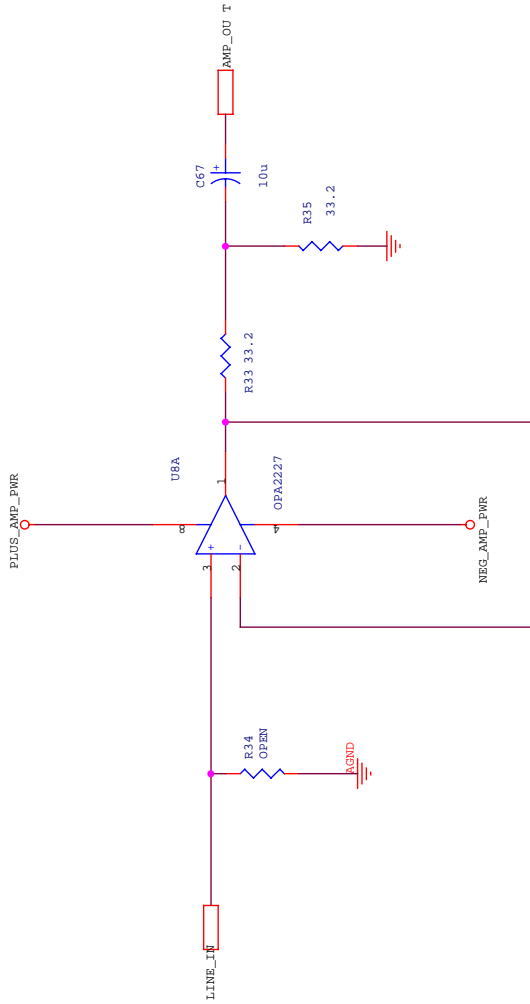 AMP_OU T
C67
+
10u
R35
33.2
R33 33.2
U8A
1
OPA2227
PLUS_AMP_PWR
8
4
NEG_AMP_PWR
+
-
3
2
R34
OPEN
AGND
LINE_IN